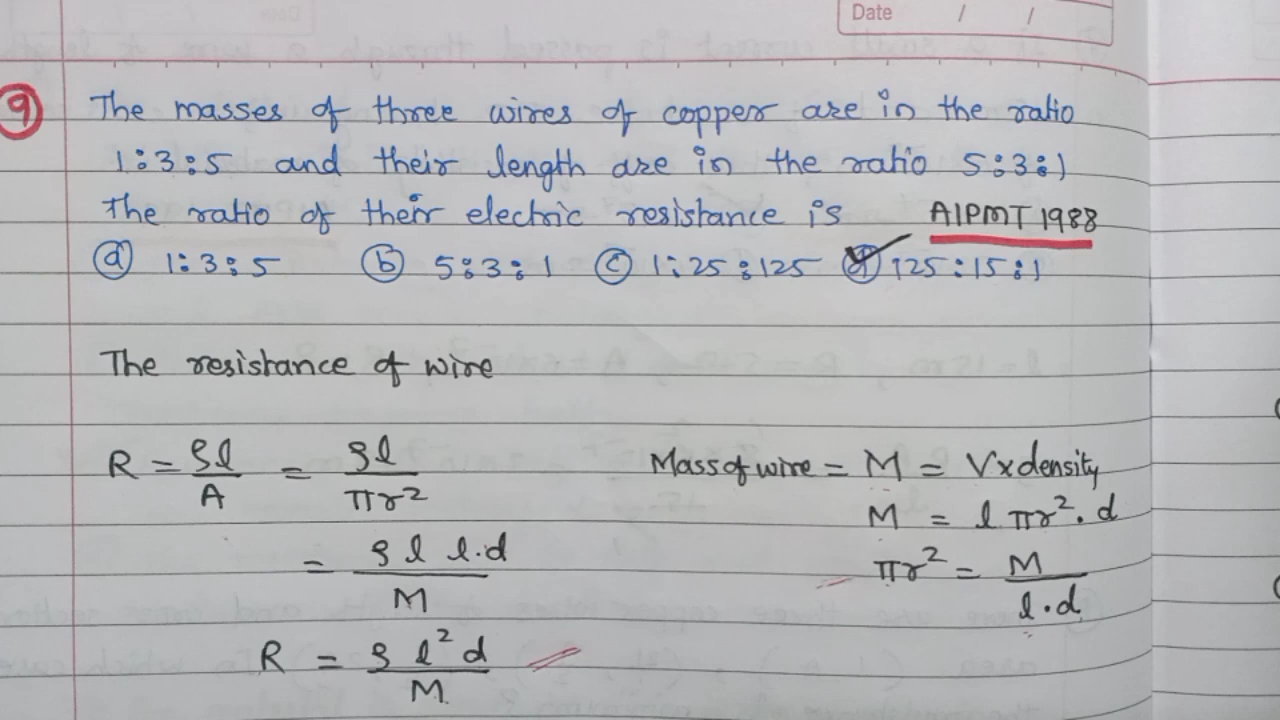 Date / /
9 The masses of three wires of copper are in the ratio
1:3:5 and their length are in the ratio 5:3:1
The ratio of their electric resistance is AIPMT 1988
ⓐ 1:3:5 ⓑ 5:3:1 ⓒ 1:25:125 ⓓ 125:15:1
The resistance of wire
R = ρl/A = ρl/πr²
= ρ l l.d/M
R = ρ l² d/M
Mass of wire = M = V x density
M = l πr². d
πr² = M/l.d